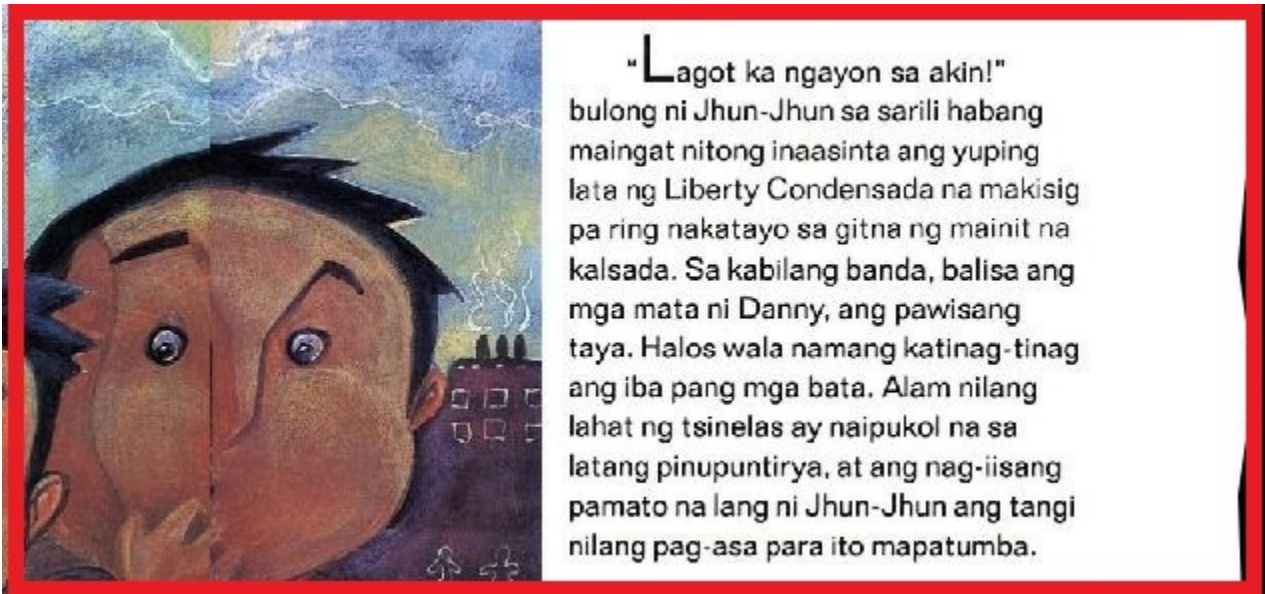 "Lagot ka ngayon sa akin!"
bulong ni Jhun-Jhun sa sarili habang
maingat nitong inaasinta ang yuping
lata ng Liberty Condensada na makisig
pa ring nakatayo sa gitna ng mainit na
kalsada. Sa kabilang banda, balisa ang
mga mata ni Danny, ang pawisang
taya. Halos wala namang katinag-tinag
ang iba pang mga bata. Alam nilang
lahat ng tsinelas ay naipukol na sa
latang pinupuntirya, at ang nag-iisang
pamato na lang ni Jhun-Jhun ang tangi
nilang pag-asa para ito mapatumba.